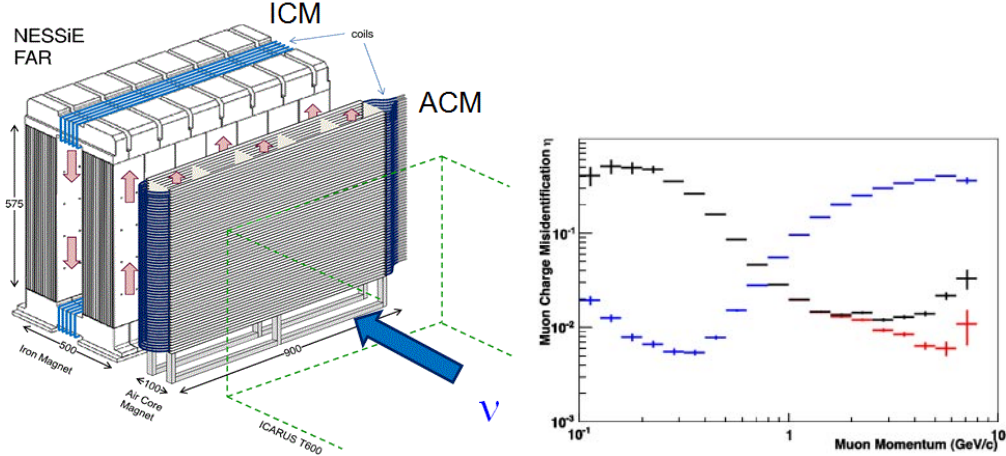 ICM
NESSiE
FAR
coils
ACM
575
500
Iron Magnet
100
Air Core
Magnet
900
ν
ICARUS T600
Muon Charge Misidentification η
10⁻¹
10⁻²
10⁻³
10⁻¹
1
10
Muon Momentum (GeV/c)